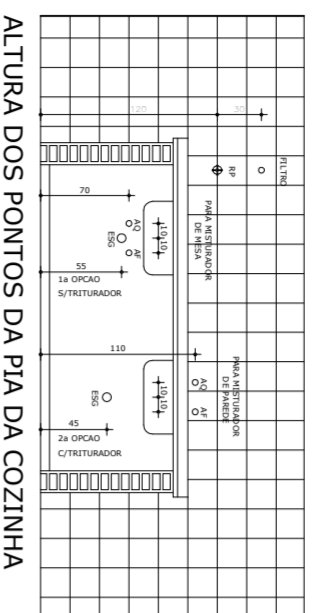 ALTURA DOS PONTOS DA PIA DA COZINHA
120
30
FILTRO
RP
PARA MISTURADOR
DE MESA
70
AQ
AF
10
10
ESG
55
1a OPCAO
S/TRITURADOR
110
PARA MISTURADOR
DE PAREDE
AQ
AF
10
10
ESG
45
2a OPCAO
C/TRITURADOR